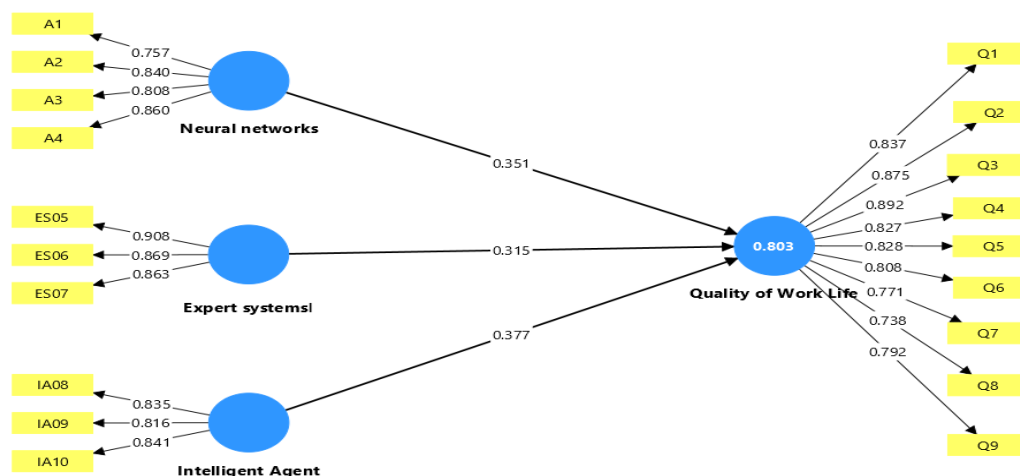 A1
0.757
A2
0.840
A3
0.808
A4
0.860
Neural networks
0.351
ES05
0.908
ES06
0.869
ES07
0.863
Expert systemsl
0.315
IA08
0.835
IA09
0.816
IA10
0.841
Intelligent Agent
0.377
0.803
Quality of Work Life
Q1
0.837
Q2
0.875
Q3
0.892
Q4
0.827
Q5
0.828
Q6
0.808
Q7
0.771
Q8
0.738
Q9
0.792